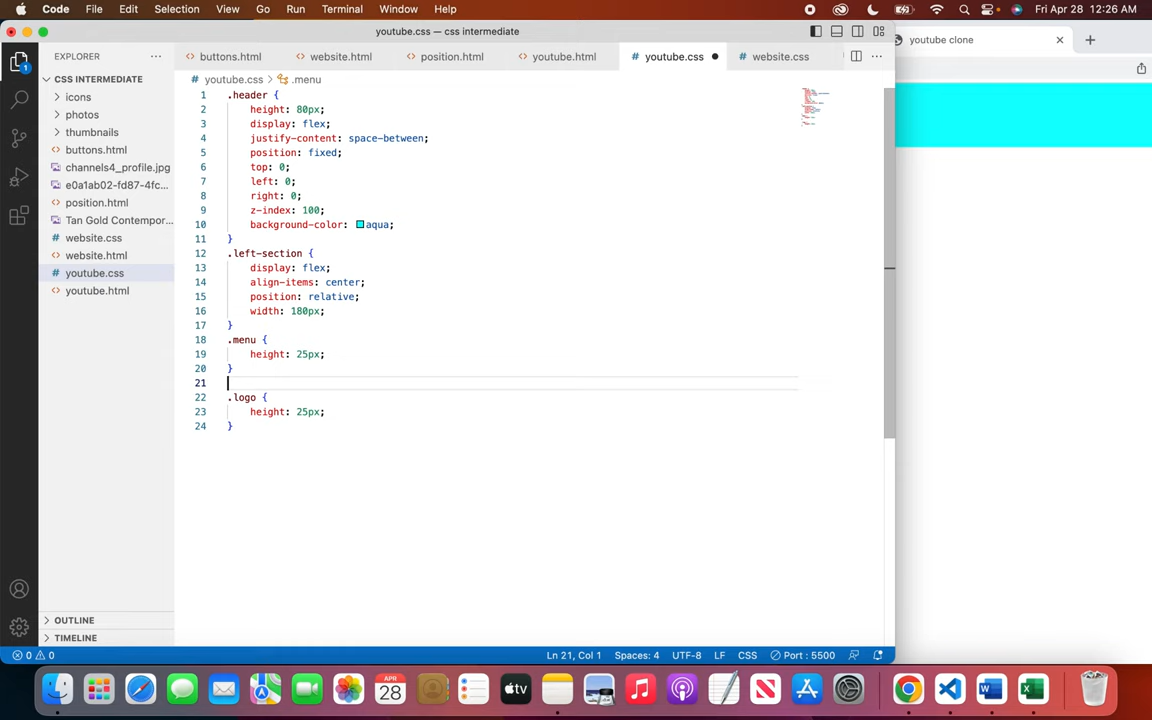 Code File Edit Selection View Go Run Terminal Window Help Fri Apr 28 12:26 AM
youtube.css — css intermediate
youtube clone
EXPLORER
buttons.html website.html position.html youtube.html youtube.css website.css
CSS INTERMEDIATE
youtube.css > .menu
icons
photos
thumbnails
buttons.html
channels4_profile.jpg
e0a1ab02-fd87-4fc...
position.html
Tan Gold Contempor...
website.css
website.html
youtube.css
youtube.html
1 .header {
2 height: 80px;
3 display: flex;
4 justify-content: space-between;
5 position: fixed;
6 top: 0;
7 left: 0;
8 right: 0;
9 z-index: 100;
10 background-color: aqua;
11 }
12 .left-section {
13 display: flex;
14 align-items: center;
15 position: relative;
16 width: 180px;
17 }
18 .menu {
19 height: 25px;
20 }
21
22 .logo {
23 height: 25px;
24 }
1
OUTLINE
TIMELINE
0 0 Ln 21, Col 1 Spaces: 4 UTF-8 LF CSS Port : 5500
APR
28
tv